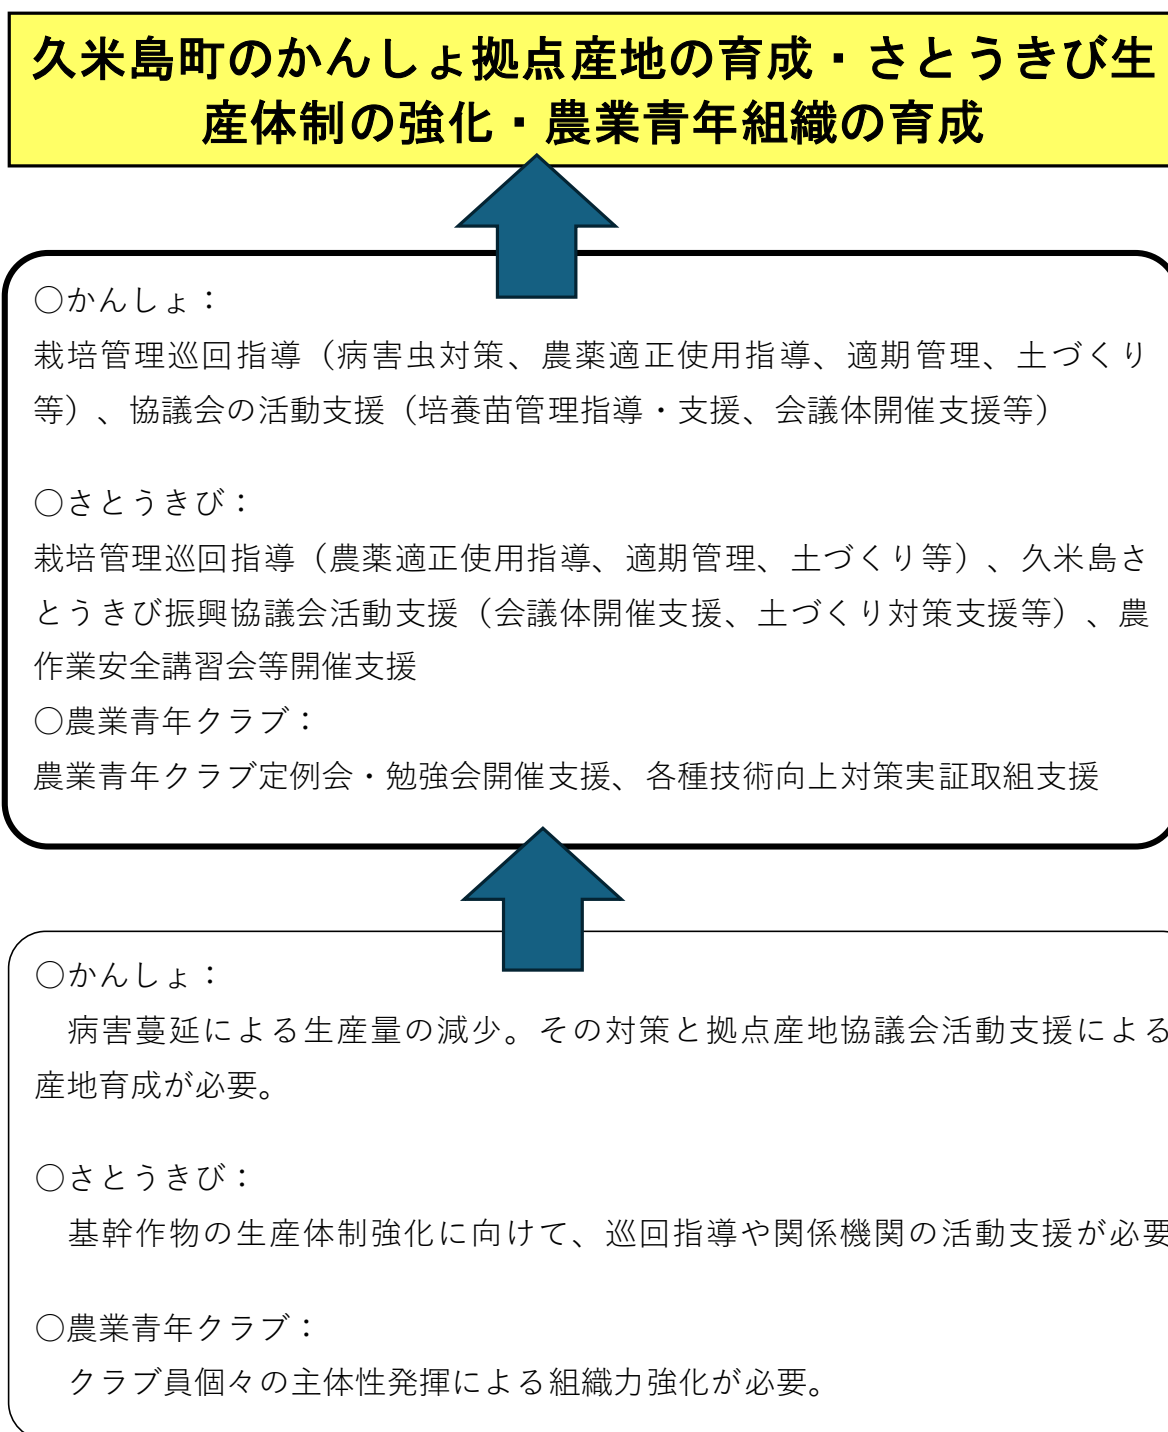 久米島町のかんしょ拠点産地の育成・さとうきび生
産体制の強化・農業青年組織の育成
○かんしょ：
栽培管理巡回指導（病害虫対策、農薬適正使用指導、適期管理、土づくり
等）、協議会の活動支援（培養苗管理指導・支援、会議体開催支援等）
○さとうきび：
栽培管理巡回指導（農薬適正使用指導、適期管理、土づくり等）、久米島さ
とうきび振興協議会活動支援（会議体開催支援、土づくり対策支援等）、農
作業安全講習会等開催支援
○農業青年クラブ：
農業青年クラブ定例会・勉強会開催支援、各種技術向上対策実証取組支援
○かんしょ：
病害蔓延による生産量の減少。その対策と拠点産地協議会活動支援による
産地育成が必要。
○さとうきび：
基幹作物の生産体制強化に向けて、巡回指導や関係機関の活動支援が必要
○農業青年クラブ：
クラブ員個々の主体性発揮による組織力強化が必要。